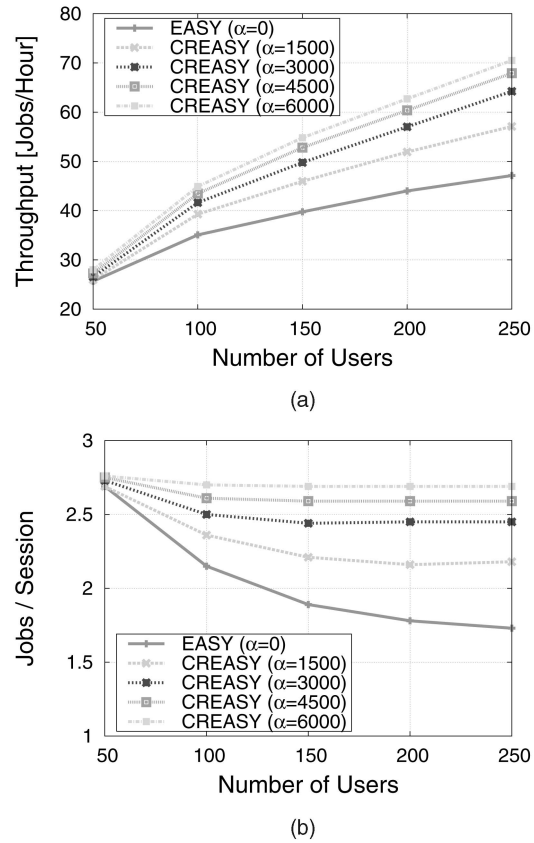 80
70
60
50
40
30
20
Throughput [Jobs/Hour]
EASY (α=0)
CREASY (α=1500)
CREASY (α=3000)
CREASY (α=4500)
CREASY (α=6000)
50 100 150 200 250
Number of Users
(a)
3
2.5
2
1.5
1
Jobs / Session
EASY (α=0)
CREASY (α=1500)
CREASY (α=3000)
CREASY (α=4500)
CREASY (α=6000)
50 100 150 200 250
Number of Users
(b)